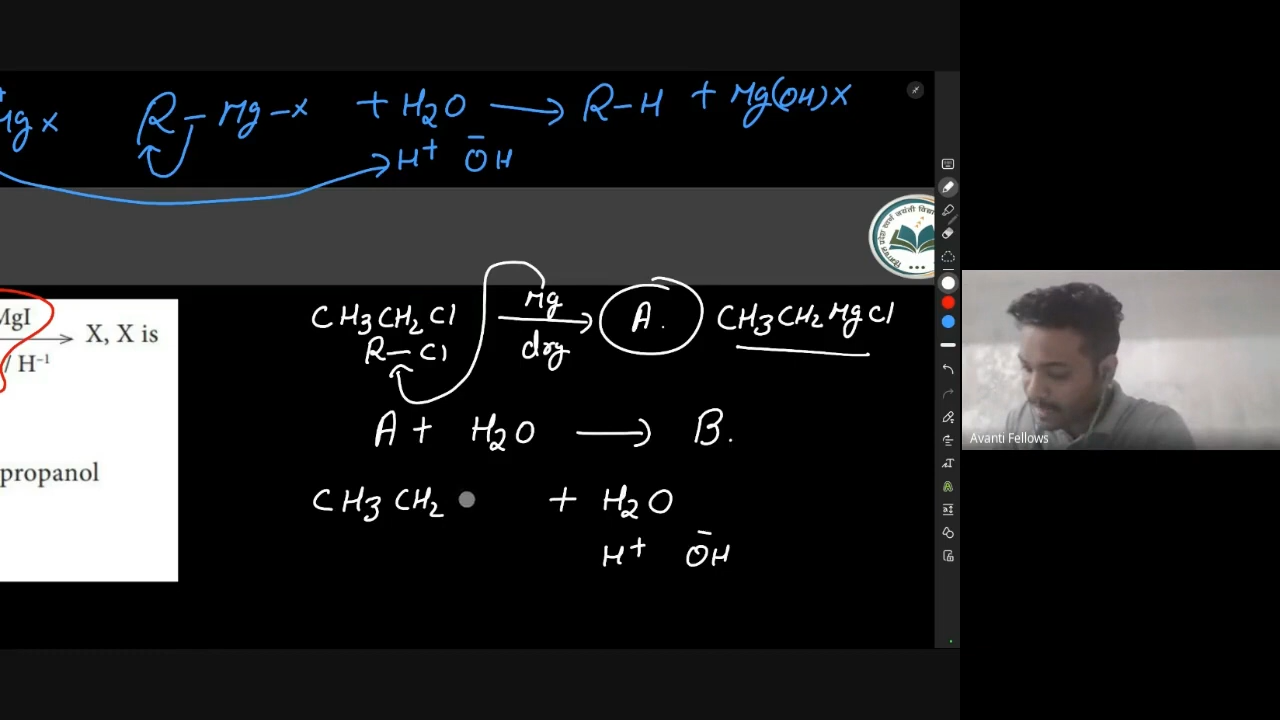 MgX R-Mg-X + H2O ⟶ R-H + Mg(OH)X
H+ ŌH
MgI
⟶ X, X is
/ H⁻¹
propanol
CH3CH2Cl Mg ⟶ A. CH3CH2MgCl
R-Cl dry
A + H2O ⟶ B.
CH3CH2 + H2O
H+ ŌH
Avanti Fellows